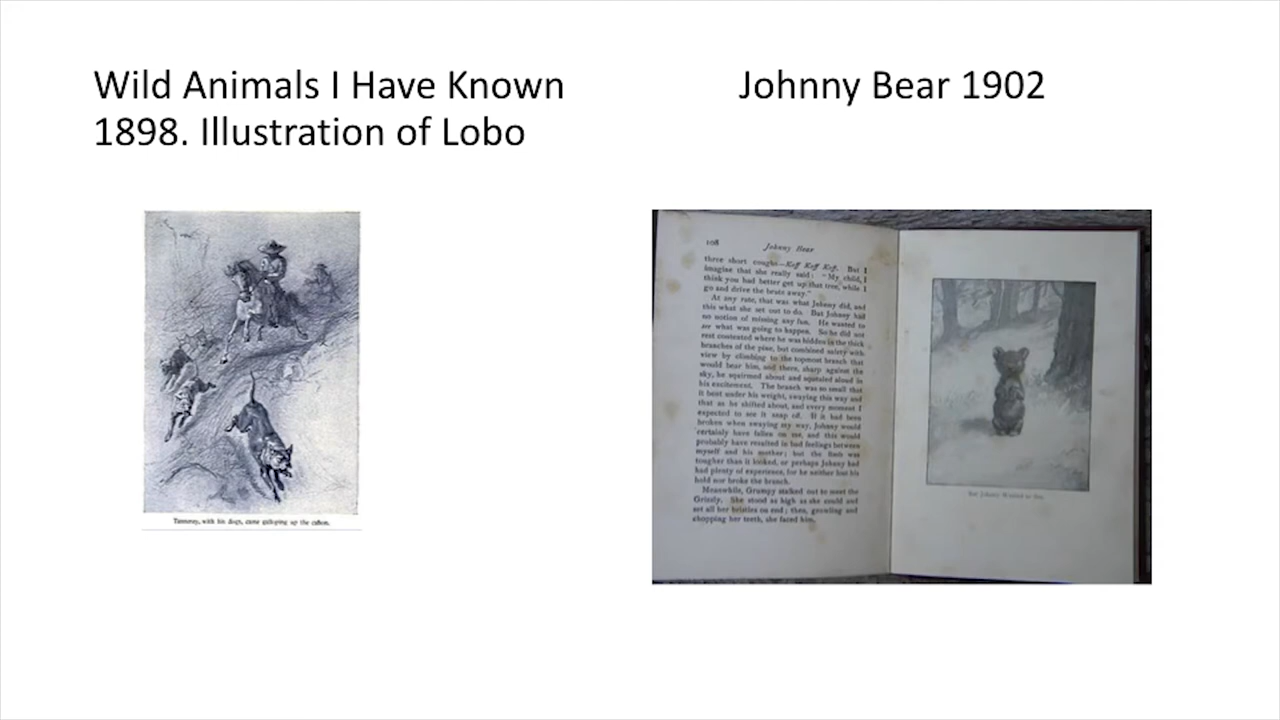 Wild Animals I Have Known
1898. Illustration of Lobo
Johnny Bear 1902
Tannerey, with his dogs, came galloping up the cañon.
108
Johnny Bear
three short coughs—Koff Koff Koff. But I
imagine that she really said: "My child, I
think you had better get up that tree, while I
go and drive the brute away."
At any rate, that was what Johnny did, and
this what she set out to do. But Johnny had
no notion of missing any fun. He wanted to
see what was going to happen. So he did not
rest contented where he was hidden in the thick
branches of the pine, but combined safety with
view by climbing to the topmost branch that
would bear him, and there, sharp against the
sky, he squirmed about and squealed aloud in
his excitement. The branch was so small that
it bent under his weight, swaying this way and
that as he shifted about, and every moment I
expected to see it snap off. If it had been
broken when swaying my way, Johnny would
certainly have fallen on me, and this would
probably have resulted in bad feelings between
myself and his mother; but the limb was
tougher than it looked, or perhaps Johnny had
had plenty of experience, for he neither lost his
hold nor broke the branch.
Meanwhile, Grumpy stalked out to meet the
Grizzly. She stood as high as she could and
set all her bristles on end; then, growling and
chopping her teeth, she faced him.
But Johnny Wanted to See.